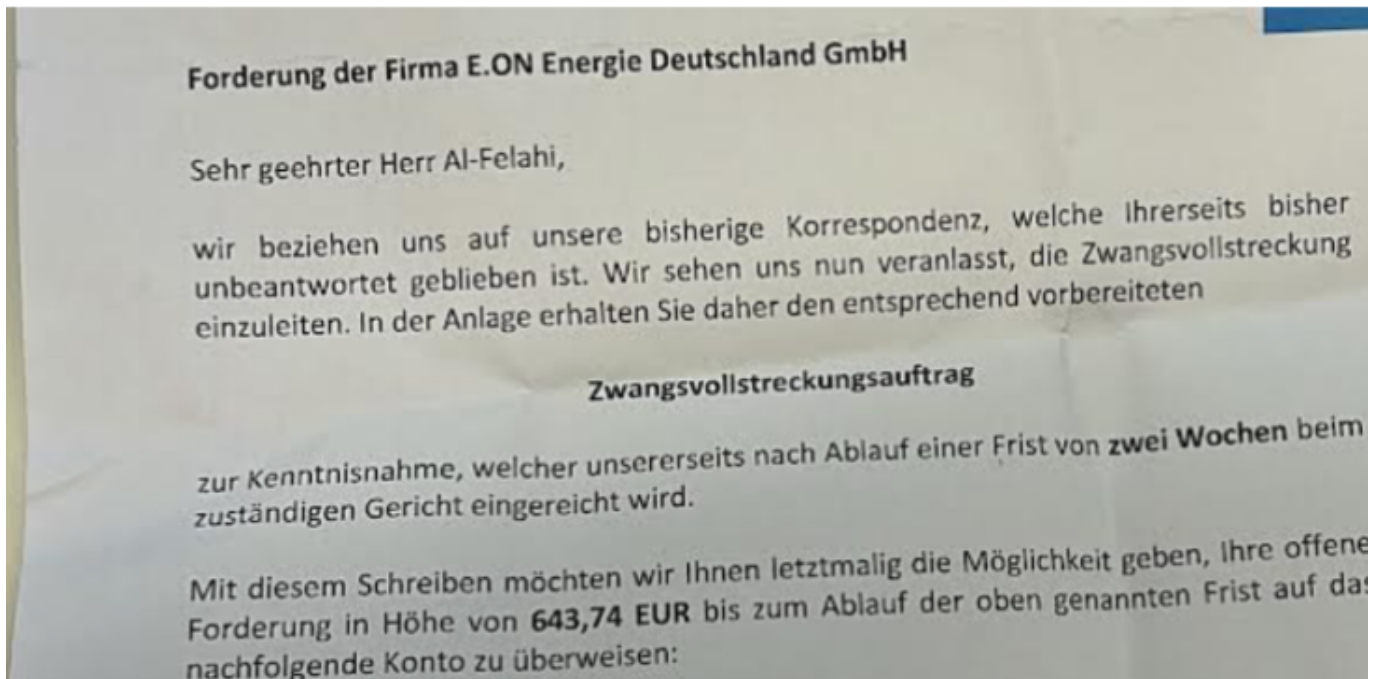 Forderung der Firma E.ON Energie Deutschland GmbH
Sehr geehrter Herr Al-Felahi,
wir beziehen uns auf unsere bisherige Korrespondenz, welche Ihrerseits bisher
unbeantwortet geblieben ist. Wir sehen uns nun veranlasst, die Zwangsvollstreckung
einzuleiten. In der Anlage erhalten Sie daher den entsprechend vorbereiteten
Zwangsvollstreckungsauftrag
zur Kenntnisnahme, welcher unsererseits nach Ablauf einer Frist von zwei Wochen beim
zuständigen Gericht eingereicht wird.
Mit diesem Schreiben möchten wir Ihnen letztmalig die Möglichkeit geben, Ihre offene
Forderung in Höhe von 643,74 EUR bis zum Ablauf der oben genannten Frist auf das
nachfolgende Konto zu überweisen: